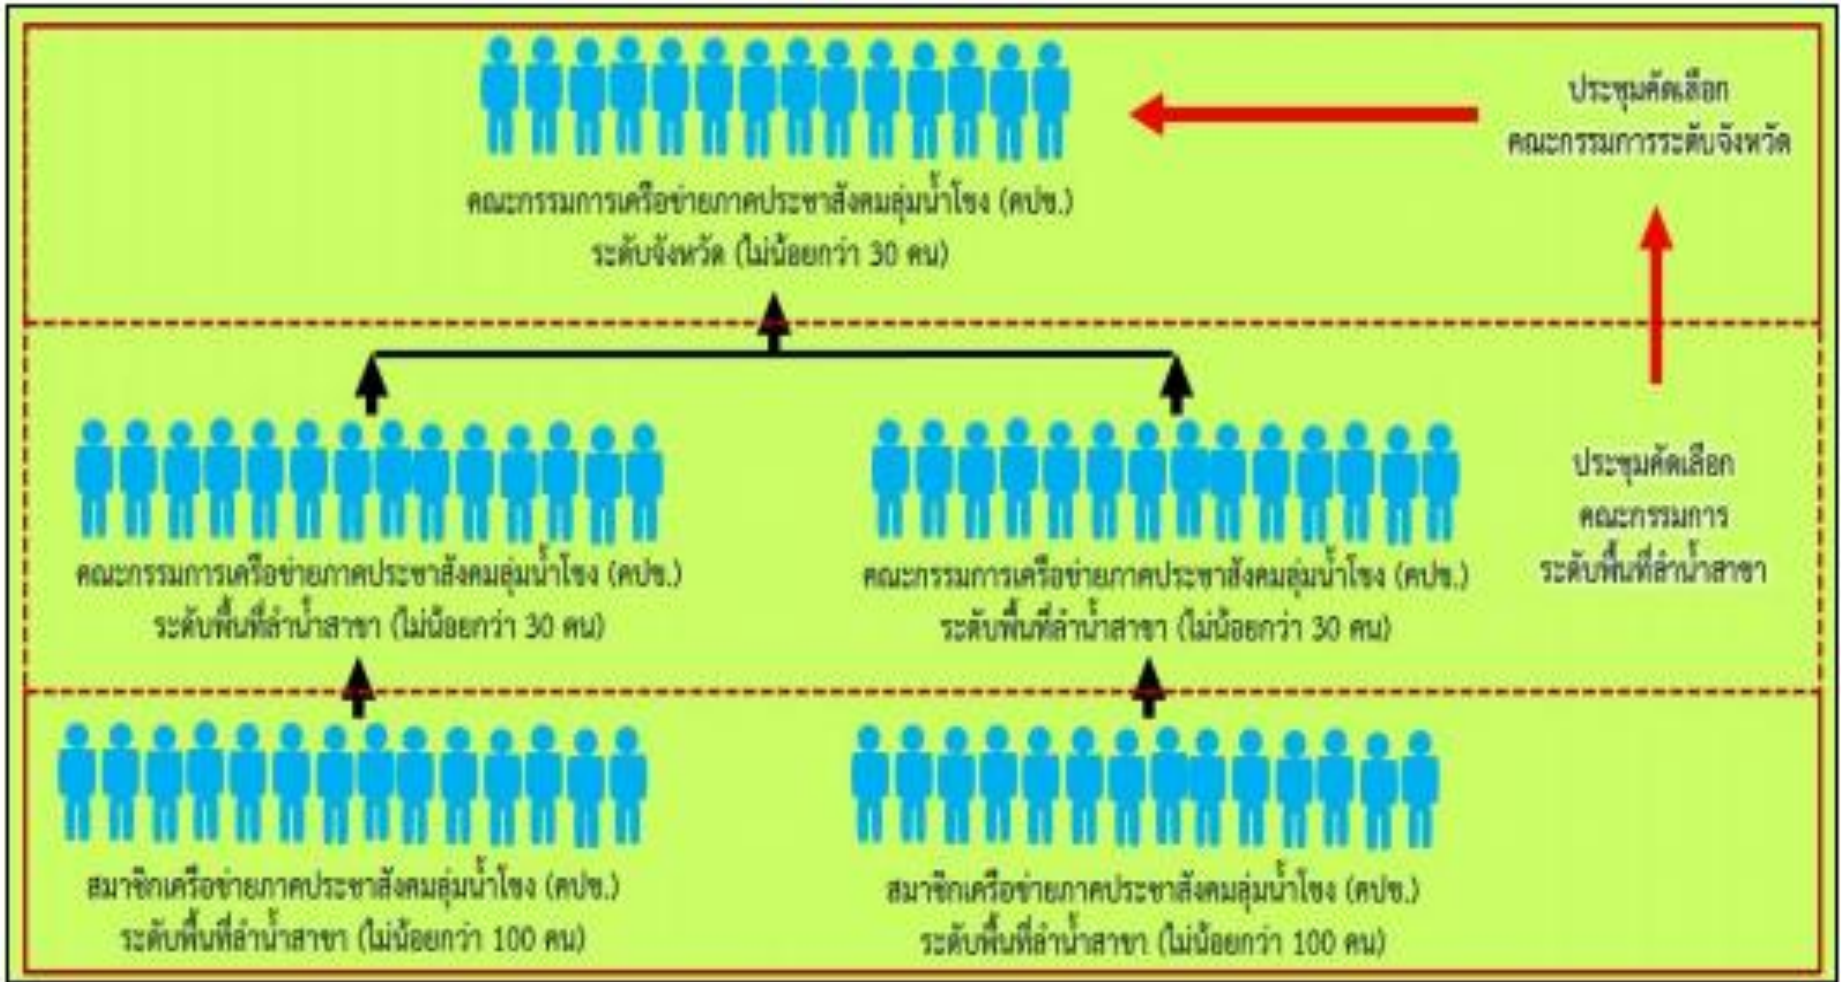 ประชุมคัดเลือก
คณะกรรมการระดับจังหวัด
คณะกรรมการเครือข่ายภาคประชาสังคมลุ่มน้ำโขง (คปข.)
ระดับจังหวัด (ไม่น้อยกว่า 30 คน)
คณะกรรมการเครือข่ายภาคประชาสังคมลุ่มน้ำโขง (คปข.)
ระดับพื้นที่ลำน้ำสาขา (ไม่น้อยกว่า 30 คน)
คณะกรรมการเครือข่ายภาคประชาสังคมลุ่มน้ำโขง (คปข.)
ระดับพื้นที่ลำน้ำสาขา (ไม่น้อยกว่า 30 คน)
ประชุมคัดเลือก
คณะกรรมการ
ระดับพื้นที่ลำน้ำสาขา
สมาชิกเครือข่ายภาคประชาสังคมลุ่มน้ำโขง (คปข.)
ระดับพื้นที่ลำน้ำสาขา (ไม่น้อยกว่า 100 คน)
สมาชิกเครือข่ายภาคประชาสังคมลุ่มน้ำโขง (คปข.)
ระดับพื้นที่ลำน้ำสาขา (ไม่น้อยกว่า 100 คน)